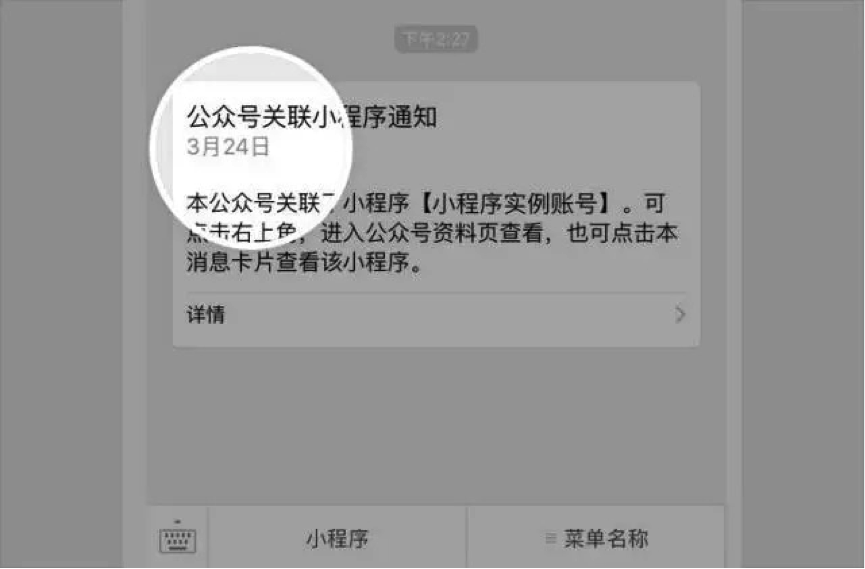 下午2:27
公众号关联小程序通知
3月24日
本公众号关联了小程序【小程序实例账号】。可
点击右上角，进入公众号资料页查看，也可点击本
消息卡片查看该小程序。
详情
小程序
菜单名称